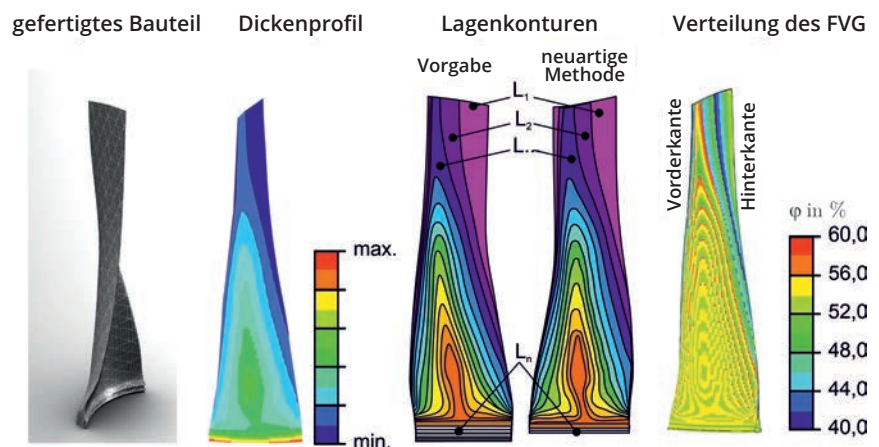 gefertigtes Bauteil
Dickenprofil
Lagenkonturen
Verteilung des FVG
Vorgabe
neuartige
Methode
L1
L2
L...
Ln
max.
min.
Vorderkante
Hinterkante
φ in %
60,0
56,0
52,0
48,0
44,0
40,0